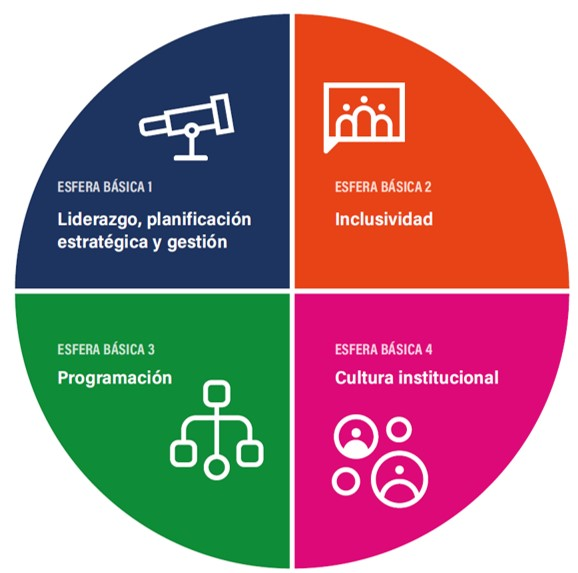 ESFERA BÁSICA 1
Liderazgo, planificación
estratégica y gestión
ESFERA BÁSICA 2
Inclusividad
ESFERA BÁSICA 3
Programación
ESFERA BÁSICA 4
Cultura institucional